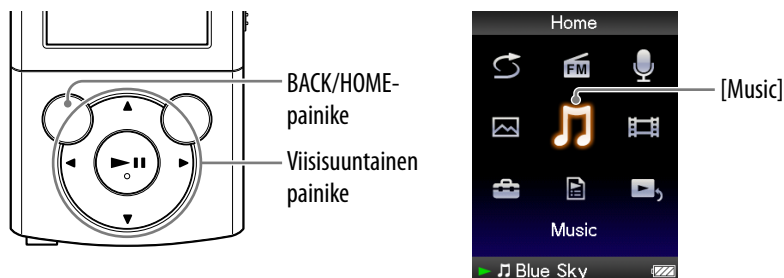 Home
FM
BACK/HOME-
painike
[Music]
Viisisuuntainen
painike
Music
Blue Sky